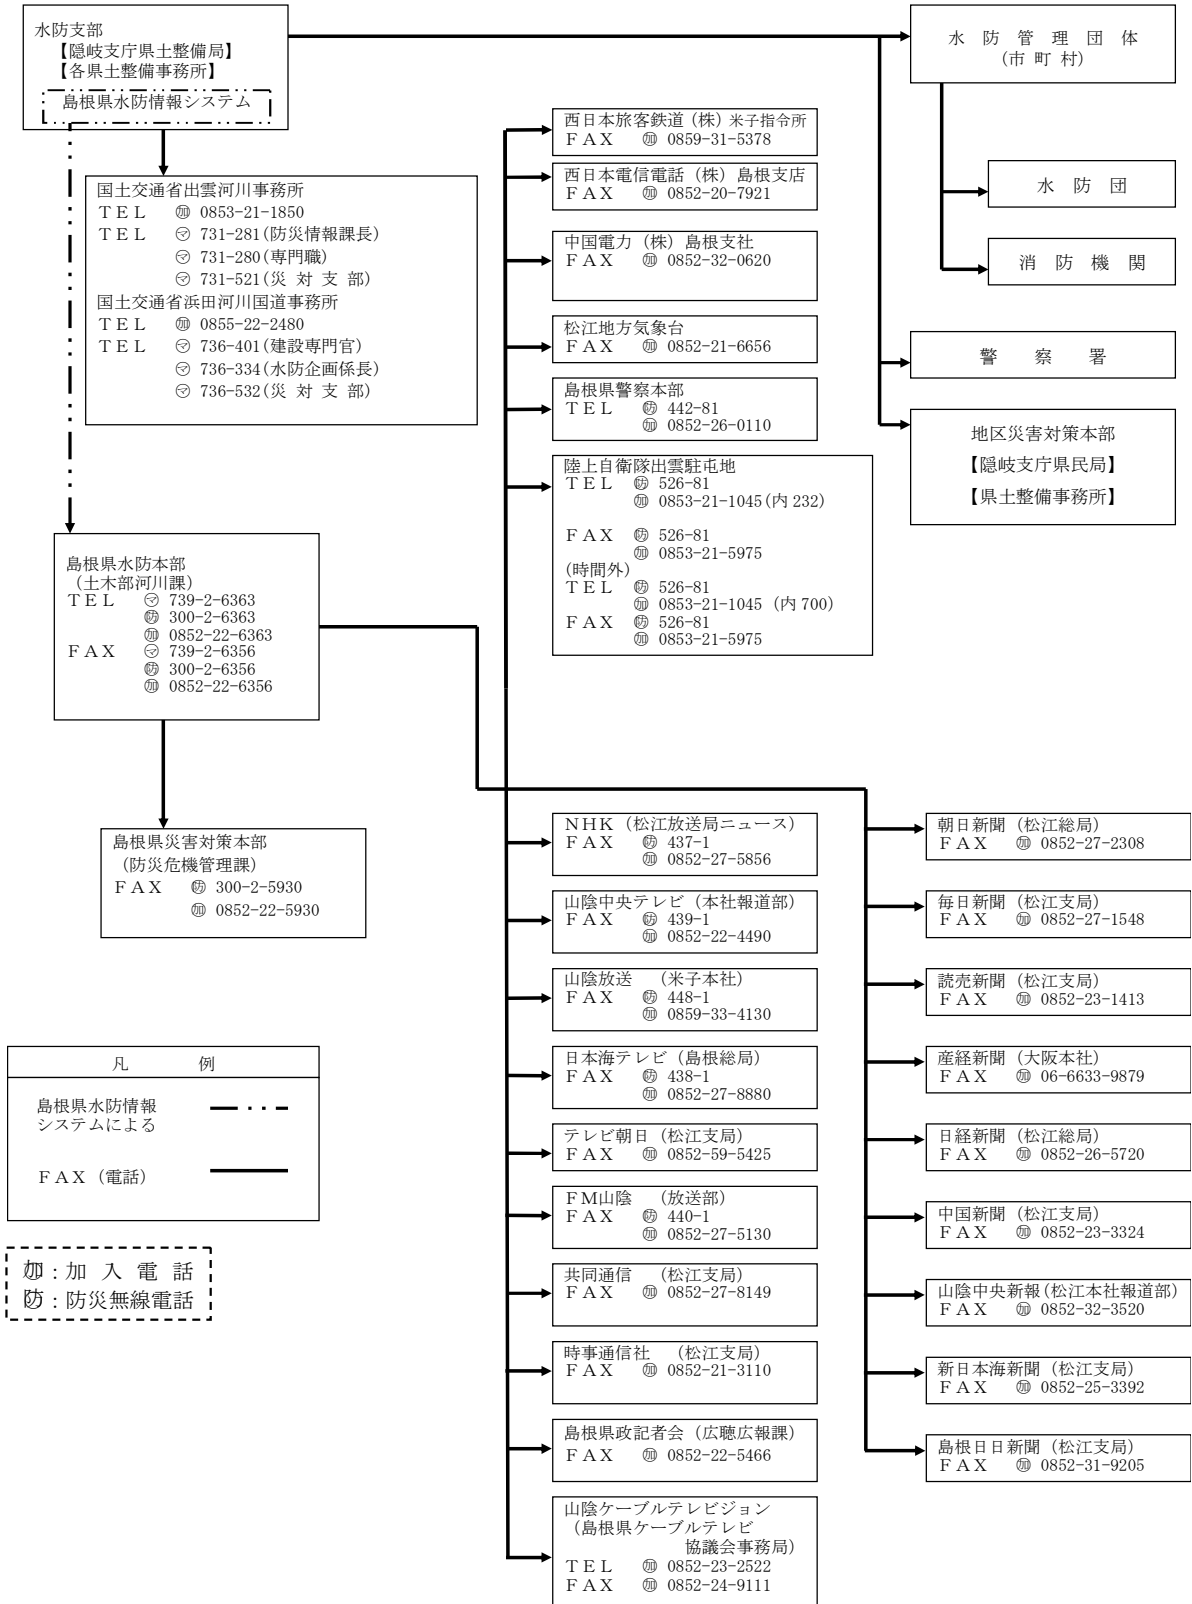 水防支部
【隠岐支庁県土整備局】
【各県土整備事務所】
島根県水防情報システム
国土交通省出雲河川事務所
ＴＥＬ ㋕ 0853-21-1850
ＴＥＬ ㋮ 731-281(防災情報課長)
㋮ 731-280(専門職)
㋮ 731-521(災 対 支 部)
国土交通省浜田河川国道事務所
ＴＥＬ 加 0855-22-2480
ＴＥＬ ㋮ 736-401(建設専門官)
㋮ 736-334(水防企画係長)
㋮ 736-532(災 対 支 部)
島根県水防本部
(土木部河川課)
ＴＥＬ ㋮ 739-2-6363
防 300-2-6363
加 0852-22-6363
ＦＡＸ ㋮ 739-2-6356
防 300-2-6356
加 0852-22-6356
島根県災害対策本部
(防災危機管理課)
ＦＡＸ 防 300-2-5930
加 0852-22-5930
凡 例
島根県水防情報
システムによる
ＦＡＸ（電話）
加：加 入 電 話
防：防災無線電話
西日本旅客鉄道（株）米子指令所
ＦＡＸ 加 0859-31-5378
西日本電信電話（株）島根支店
ＦＡＸ 加 0852-20-7921
中国電力（株）島根支社
ＦＡＸ 加 0852-32-0620
松江地方気象台
ＦＡＸ 加 0852-21-6656
島根県警察本部
ＴＥＬ 防 442-81
加 0852-26-0110
陸上自衛隊出雲駐屯地
ＴＥＬ 防 526-81
加 0853-21-1045(内 232)
ＦＡＸ 防 526-81
加 0853-21-5975
(時間外)
ＴＥＬ 防 526-81
加 0853-21-1045（内 700）
ＦＡＸ 防 526-81
加 0853-21-5975
ＮＨＫ（松江放送局ニュース）
ＦＡＸ 防 437-1
加 0852-27-5856
山陰中央テレビ（本社報道部）
ＦＡＸ 防 439-1
加 0852-22-4490
山陰放送 （米子本社）
ＦＡＸ 防 448-1
加 0859-33-4130
日本海テレビ（島根総局）
ＦＡＸ 防 438-1
加 0852-27-8880
テレビ朝日（松江支局）
ＦＡＸ 加 0852-59-5425
ＦＭ山陰 （放送部）
ＦＡＸ 防 440-1
加 0852-27-5130
共同通信 （松江支局）
ＦＡＸ 加 0852-27-8149
時事通信社 （松江支局）
ＦＡＸ 加 0852-21-3110
島根県政記者会（広聴広報課）
ＦＡＸ 加 0852-22-5466
山陰ケーブルテレビジョン
（島根県ケーブルテレビ
協議会事務局）
ＴＥＬ 加 0852-23-2522
ＦＡＸ 加 0852-24-9111
水 防 管 理 団 体
(市 町 村)
水 防 団
消 防 機 関
警 察 署
地区災害対策本部
【隠岐支庁県民局】
【県土整備事務所】
朝日新聞（松江総局）
ＦＡＸ 加 0852-27-2308
毎日新聞（松江支局）
ＦＡＸ 加 0852-27-1548
読売新聞（松江支局）
ＦＡＸ 加 0852-23-1413
産経新聞（大阪本社）
ＦＡＸ 加 06-6633-9879
日経新聞（松江総局）
ＦＡＸ 加 0852-26-5720
中国新聞（松江支局）
ＦＡＸ 加 0852-23-3324
山陰中央新報(松江本社報道部)
ＦＡＸ 加 0852-32-3520
新日本海新聞（松江支局）
ＦＡＸ 加 0852-25-3392
島根日日新聞（松江支局）
ＦＡＸ 加 0852-31-9205